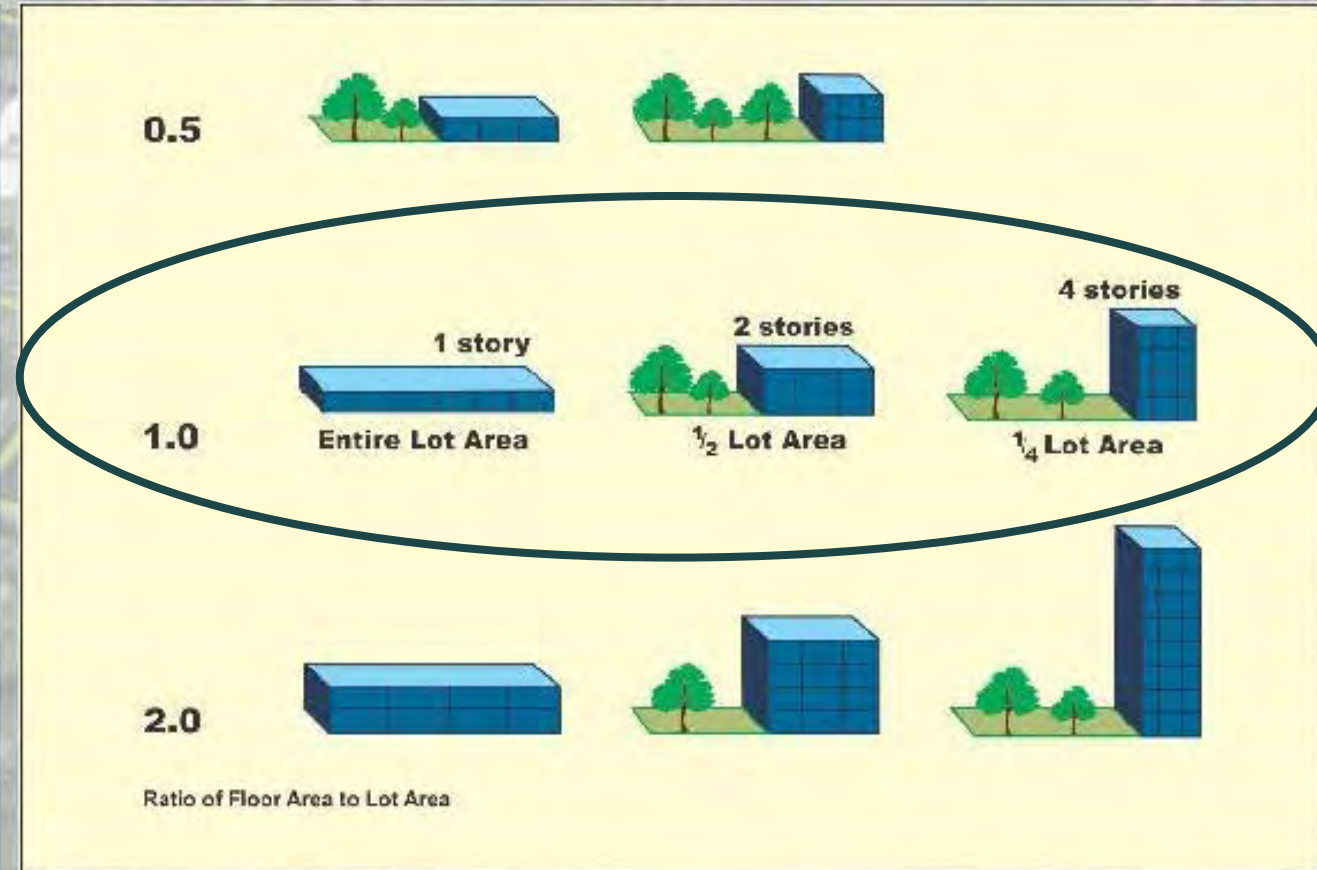 0.5
4 stories
2 stories
1 story
1.0
Entire Lot Area
½ Lot Area
¼ Lot Area
2.0
Ratio of Floor Area to Lot Area